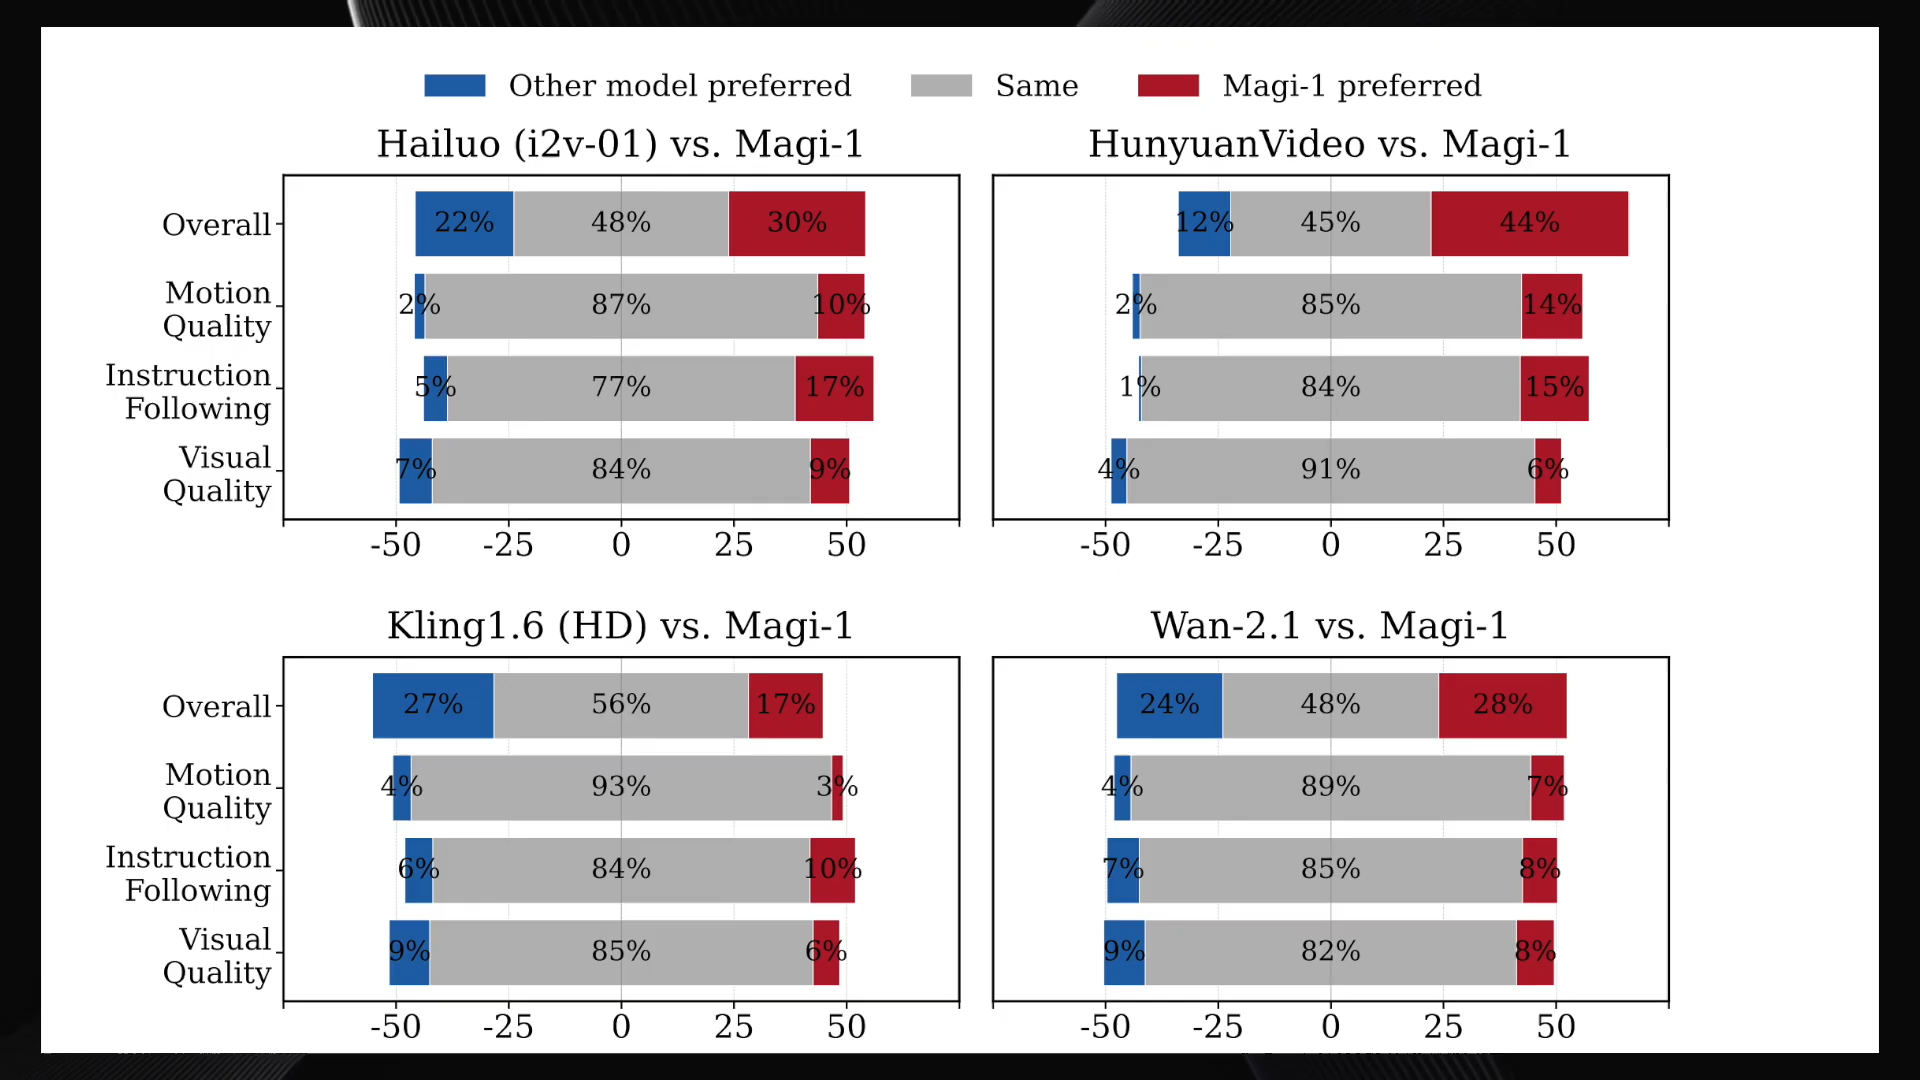 Other model preferred Same Magi-1 preferred
Hailuo (i2v-01) vs. Magi-1
Overall 22% 48% 30%
Motion
Quality 2% 87% 10%
Instruction
Following 5% 77% 17%
Visual
Quality 7% 84% 9%
-50 -25 0 25 50
HunyuanVideo vs. Magi-1
12% 45% 44%
2% 85% 14%
1% 84% 15%
4% 91% 6%
-50 -25 0 25 50
Kling1.6 (HD) vs. Magi-1
Overall 27% 56% 17%
Motion
Quality 4% 93% 3%
Instruction
Following 6% 84% 10%
Visual
Quality 9% 85% 6%
-50 -25 0 25 50
Wan-2.1 vs. Magi-1
24% 48% 28%
4% 89% 7%
7% 85% 8%
9% 82% 8%
-50 -25 0 25 50